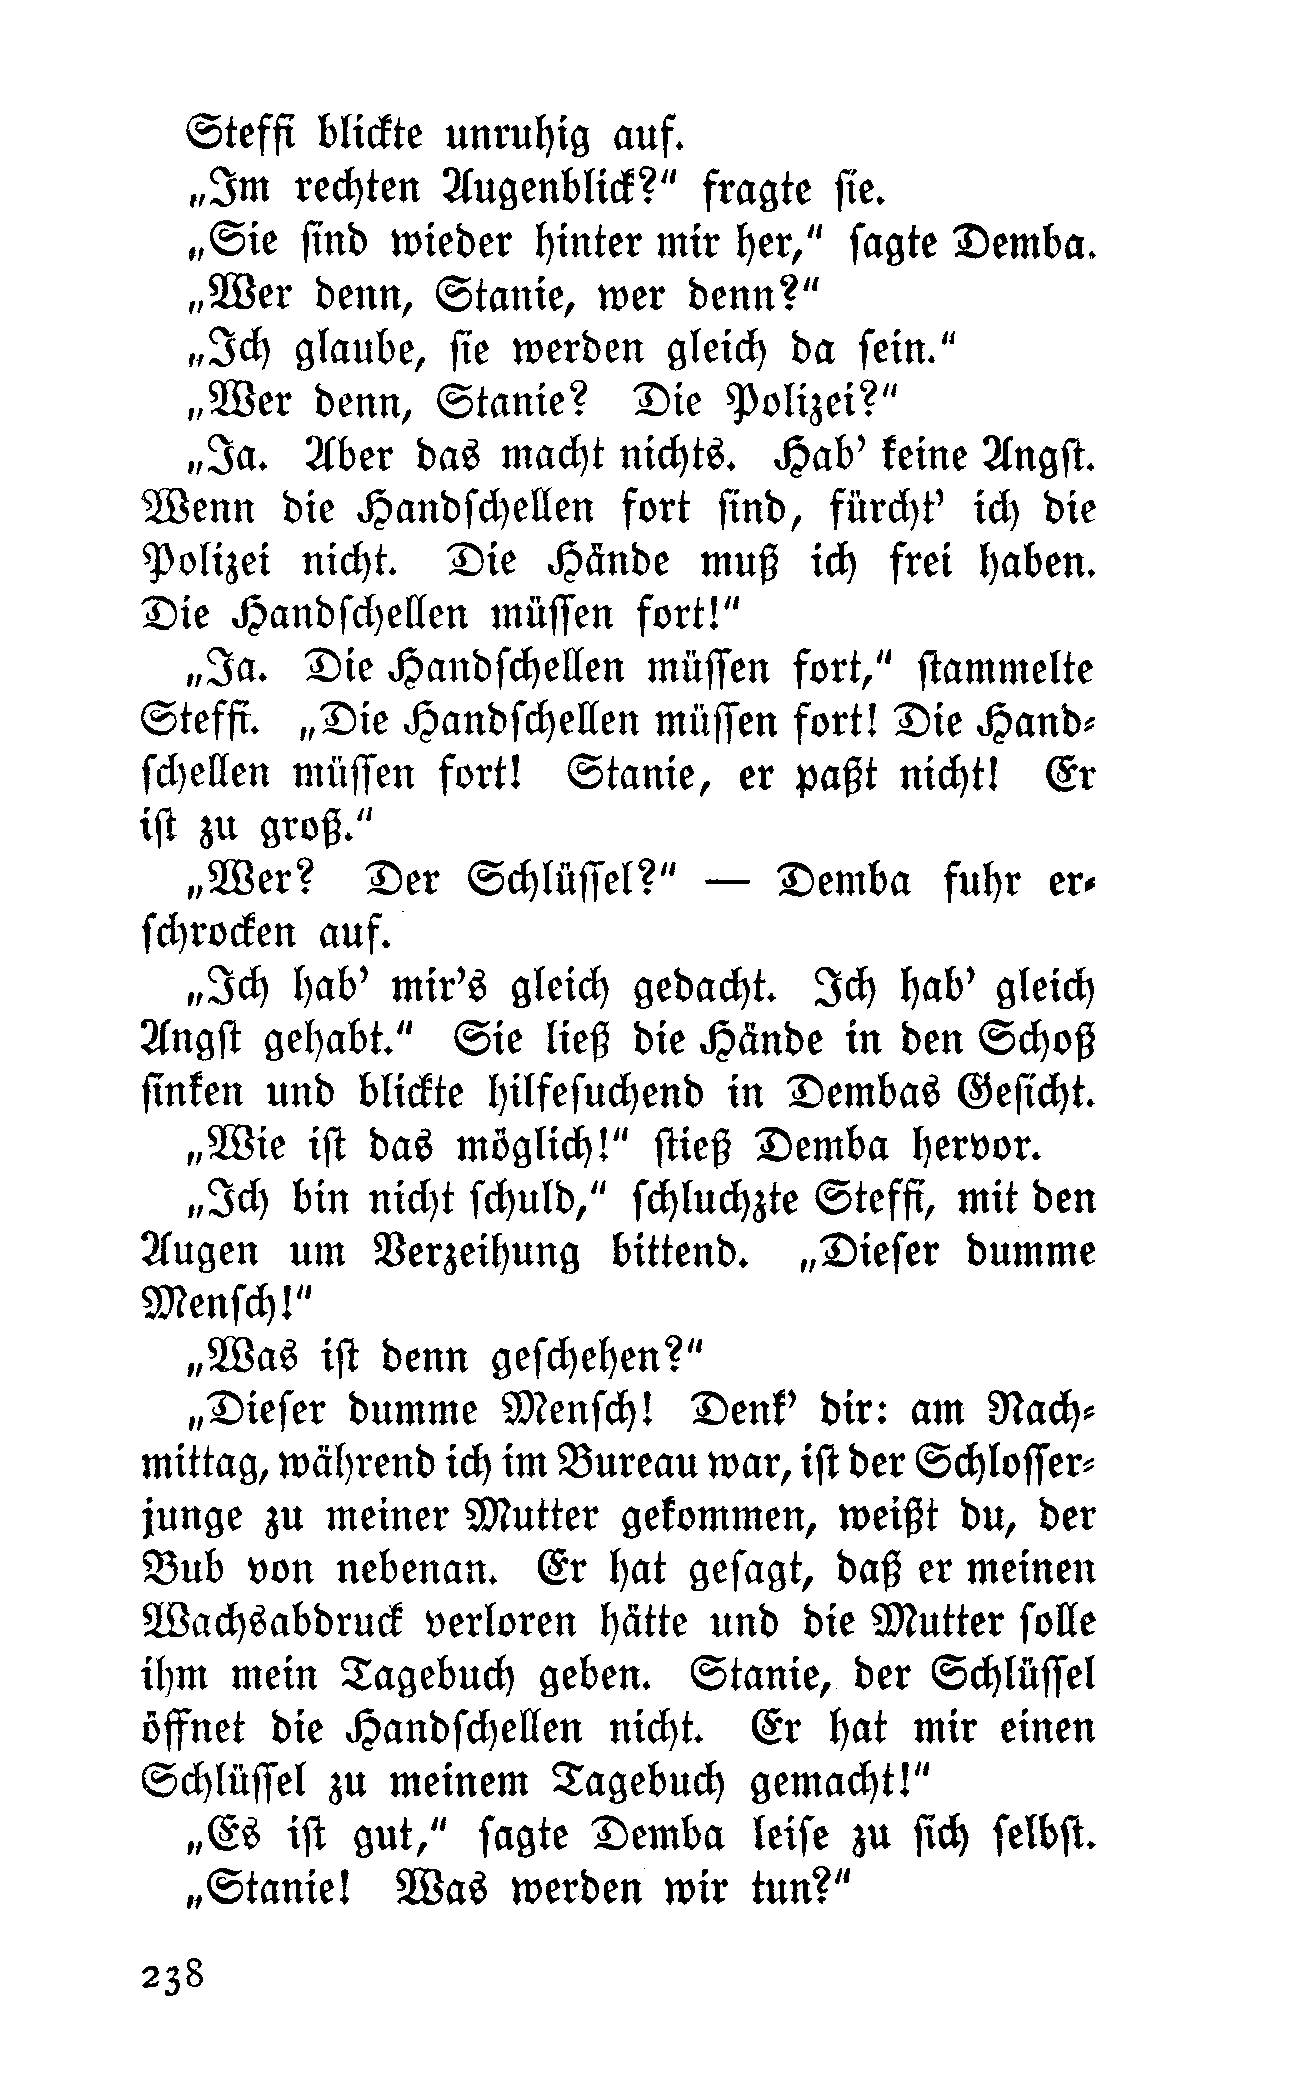 Steffi blickte unruhig auf.
„Im rechten Augenblick?“ fragte ſie.
„Sie ſind wieder hinter mir her,“ ſagte Demba.
„Wer denn, Stanie, wer denn?“
„Ich glaube, ſie werden gleich da ſein.“
„Wer denn, Stanie? Die Polizei?“
„Ja. Aber das macht nichts. Hab’ keine Angſt.
Wenn die Handſchellen fort ſind, fürcht’ ich die
Polizei nicht. Die Hände muß ich frei haben.
Die Handſchellen müſſen fort!“
„Ja. Die Handſchellen müſſen fort,“ ſtammelte
Steffi. „Die Handſchellen müſſen fort! Die Hand⸗
ſchellen müſſen fort! Stanie, er paßt nicht! Er
iſt zu groß.“
„Wer? Der Schlüſſel?“ — Demba fuhr er⸗
ſchrocken auf.
„Ich hab’ mir’s gleich gedacht. Ich hab’ gleich
Angſt gehabt.“ Sie ließ die Hände in den Schoß
ſinken und blickte hilfeſuchend in Dembas Geſicht.
„Wie iſt das möglich!“ ſtieß Demba hervor.
„Ich bin nicht ſchuld,“ ſchluchzte Steffi, mit den
Augen um Verzeihung bittend. „Dieſer dumme
Menſch!“
„Was iſt denn geſchehen?“
„Dieſer dumme Menſch! Denk’ dir: am Nach⸗
mittag, während ich im Bureau war, iſt der Schloſſer⸗
junge zu meiner Mutter gekommen, weißt du, der
Bub von nebenan. Er hat geſagt, daß er meinen
Wachsabdruck verloren hätte und die Mutter ſolle
ihm mein Tagebuch geben. Stanie, der Schlüſſel
öffnet die Handſchellen nicht. Er hat mir einen
Schlüſſel zu meinem Tagebuch gemacht!“
„Es iſt gut,“ ſagte Demba leiſe zu ſich ſelbſt.
„Stanie! Was werden wir tun?“
238